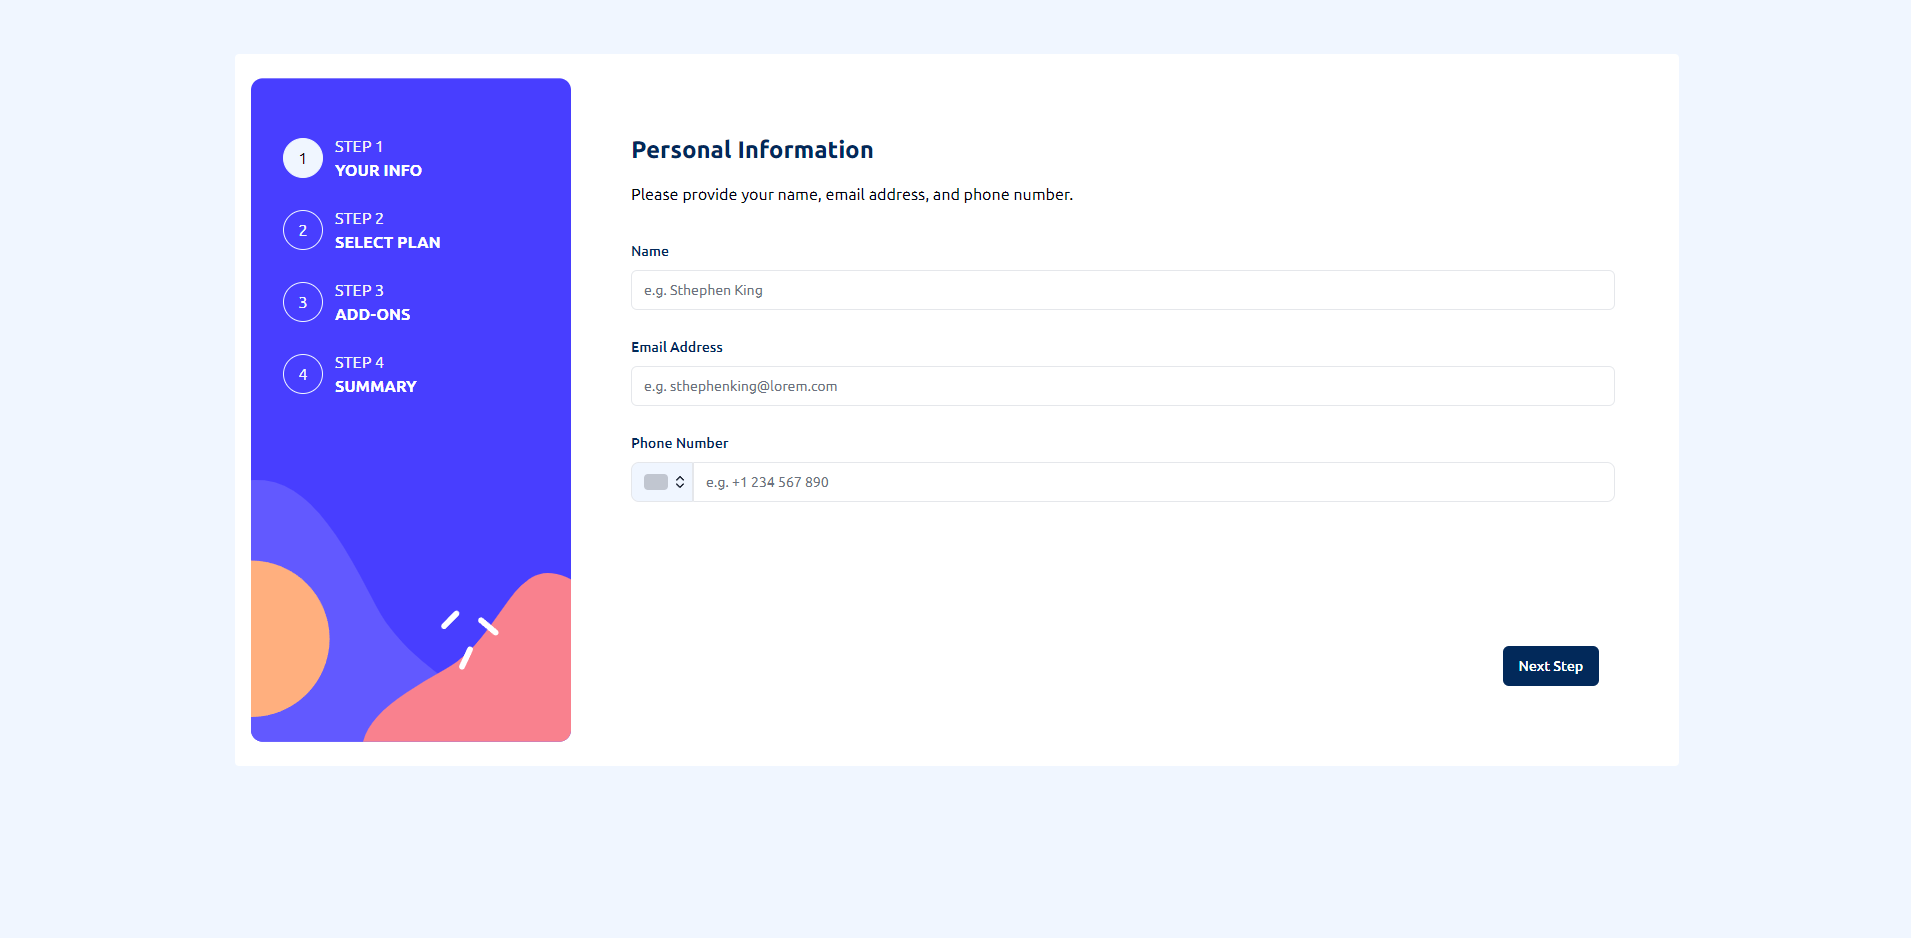 1
STEP 1
YOUR INFO
2
STEP 2
SELECT PLAN
3
STEP 3
ADD-ONS
4
STEP 4
SUMMARY
Personal Information
Please provide your name, email address, and phone number.
Name
e.g. Sthephen King
Email Address
e.g. sthephenking@lorem.com
Phone Number
e.g. +1 234 567 890
Next Step